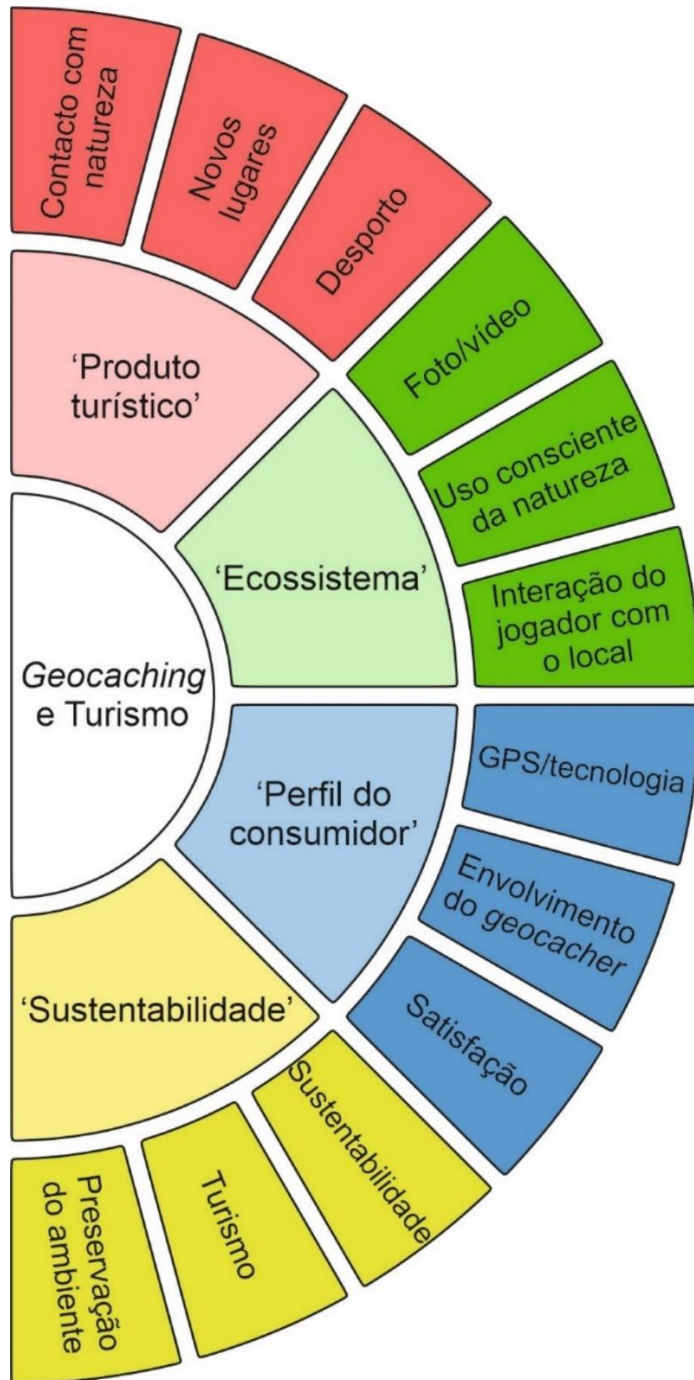 Contacto com
natureza
Novos
lugares
Desporto
Foto/vídeo
Uso consciente
da natureza
Interação do
jogador com
o local
GPS/tecnologia
Envolvimento
do geocacher
Satisfação
Sustentabilidade
Turismo
Preservação
do ambiente
‘Produto
turístico’
‘Ecossistema’
‘Perfil do
consumidor’
‘Sustentabilidade’
Geocaching
e Turismo